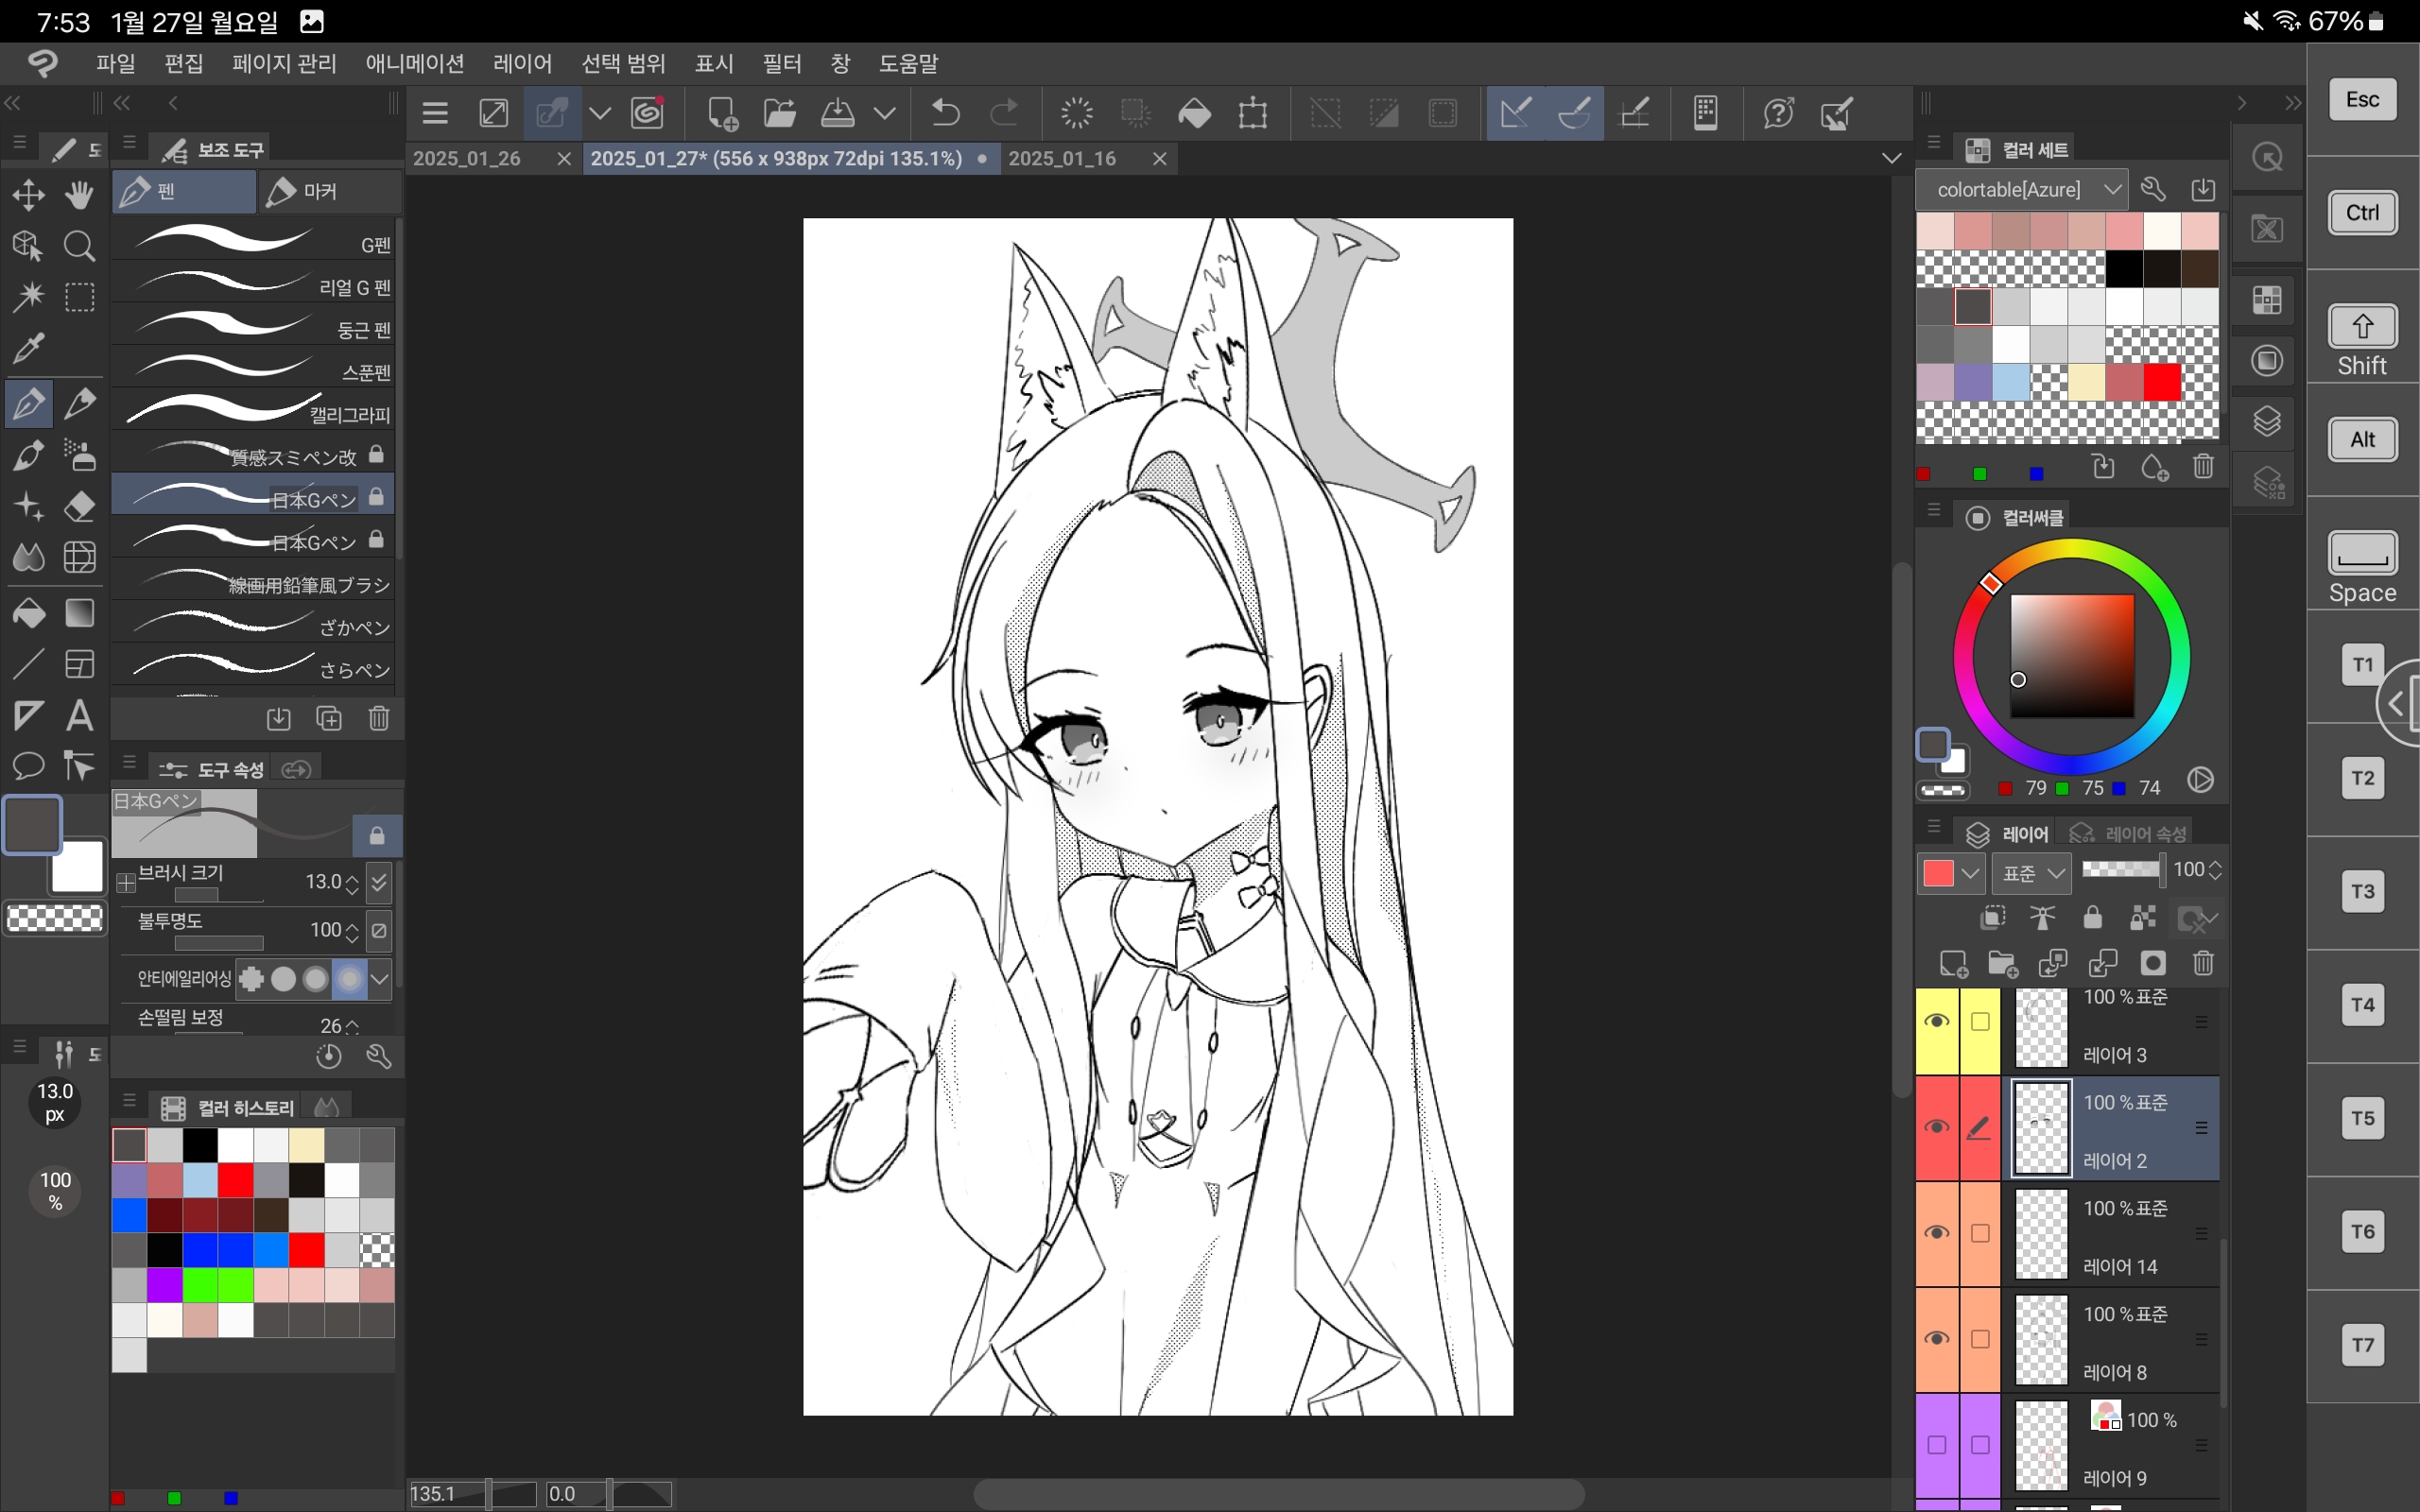 7:53 1월 27일 월요일
67%
파일 편집 페이지 관리 애니메이션 레이어 선택 범위 표시 필터 창 도움말
2025_01_26
2025_01_27* (556 x 938px 72dpi 135.1%)
2025_01_16
보조 도구
펜
마커
G펜
리얼 G 펜
둥근 펜
스푼펜
캘리그라피
質感スミペン改
日本Gペン
日本Gペン
線画用鉛筆風ブラシ
ざかペン
さらペン
도구 속성
日本Gペン
브러시 크기 13.0
불투명도 100
안티에일리어싱
손떨림 보정 26
13.0
px
100
%
컬러 히스토리
135.1
0.0
컬러 세트
colortable[Azure]
컬러써클
79 75 74
레이어
레이어 속성
표준
100
100 %표준
레이어 3
100 %표준
레이어 2
100 %표준
레이어 14
100 %표준
레이어 8
100 %
레이어 9
Esc
Ctrl
Shift
Alt
Space
T1
T2
T3
T4
T5
T6
T7